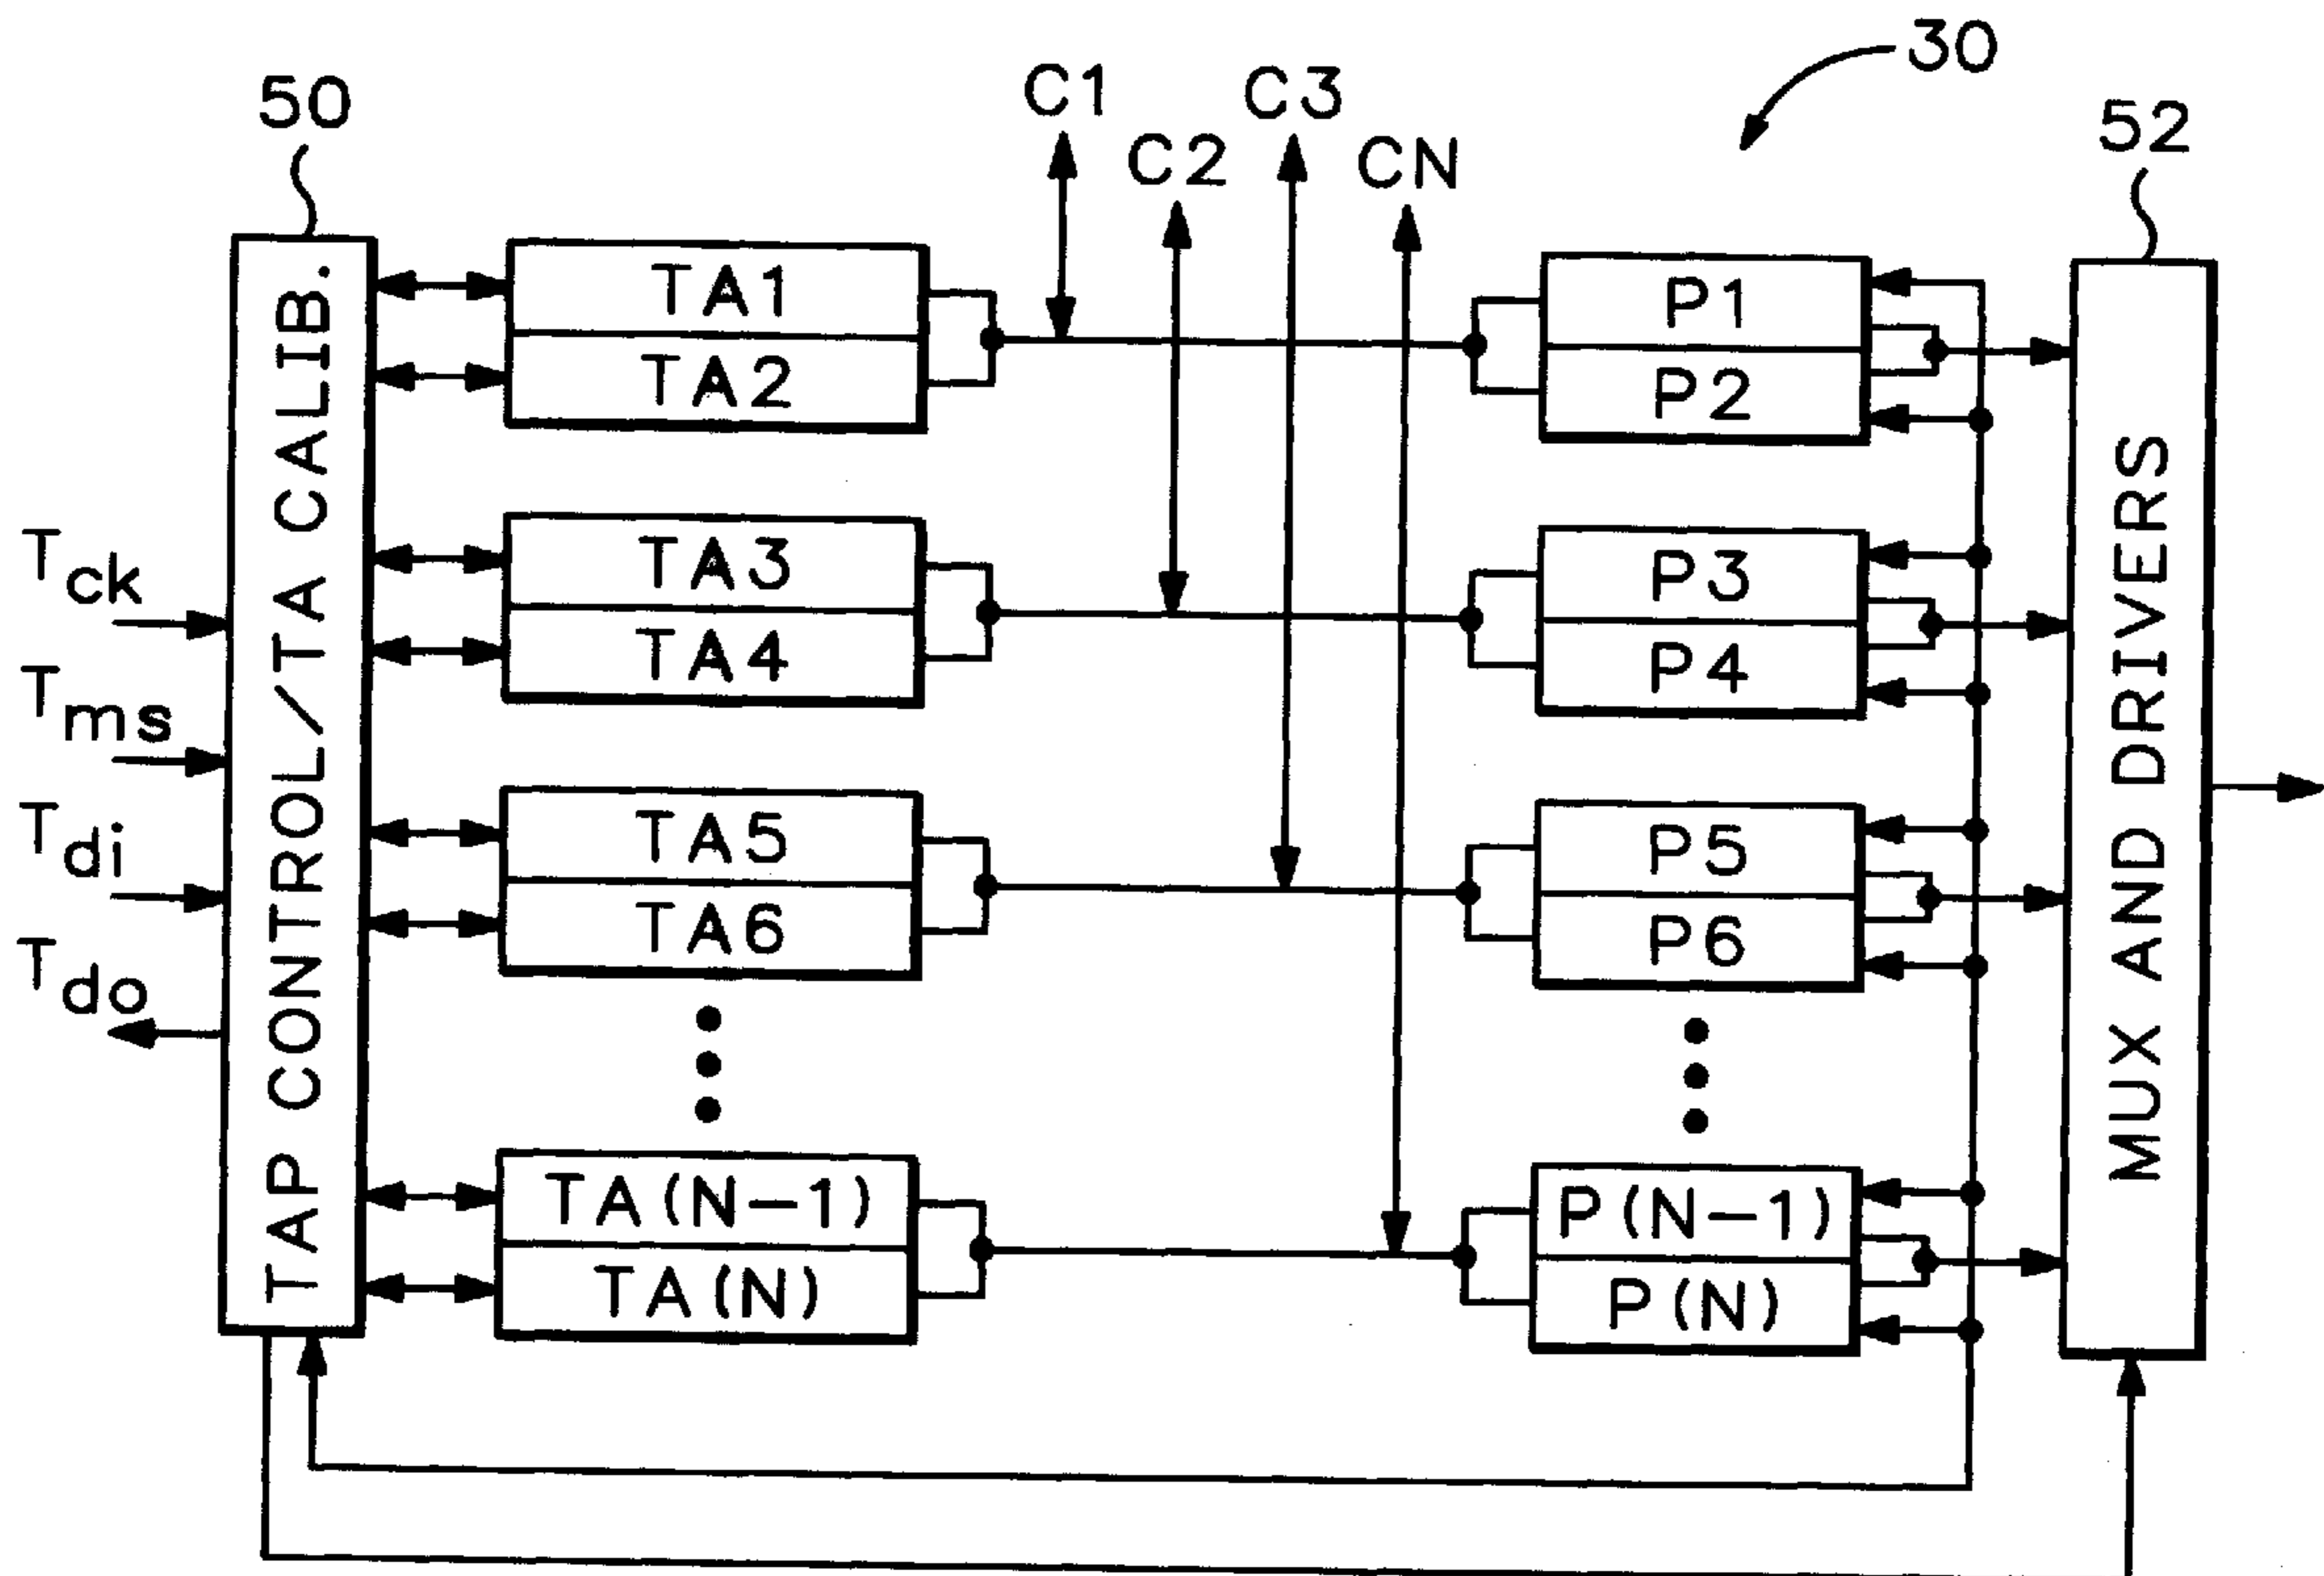 30
C1
C3
50
52
C2
CN
TAP CONTROL/TA CALIB.
TA1
TA2
P1
P2
MUX AND DRIVERS
Tck
TA3
TA4
P3
P4
Tms
Tdi
TA5
TA6
P5
P6
Tdo
TA(N-1)
TA(N)
P(N-1)
P(N)